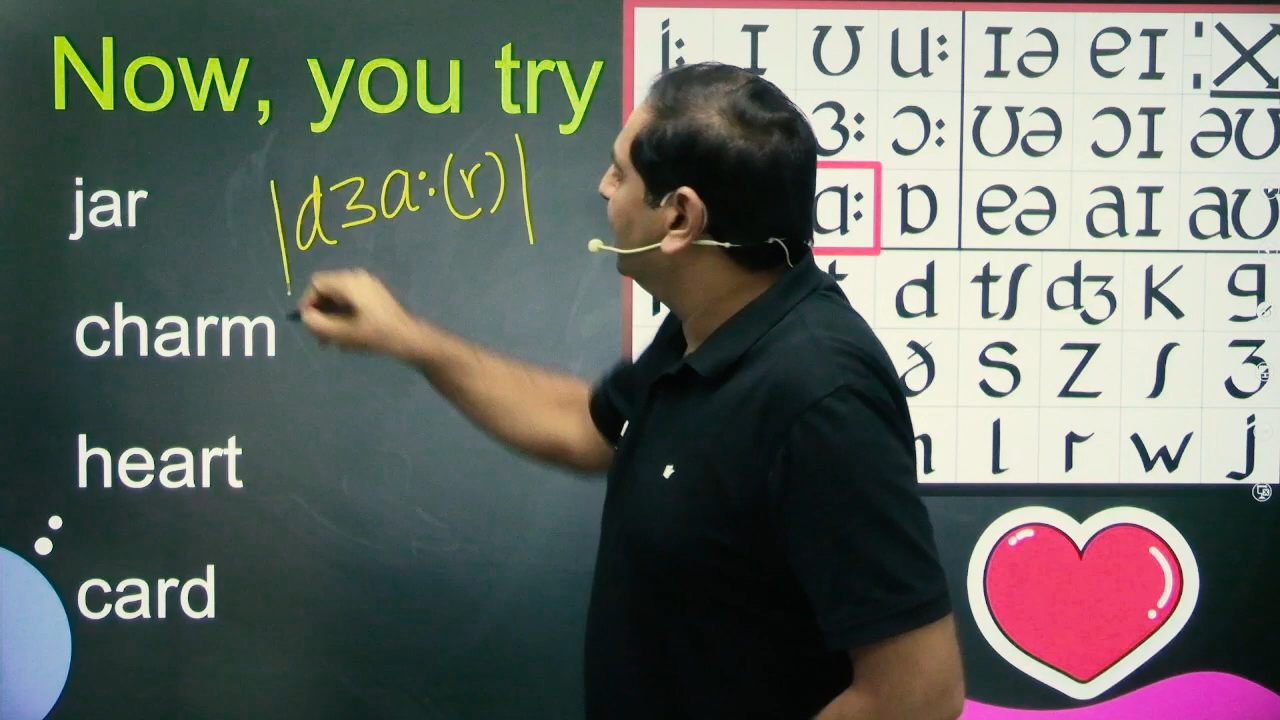 Now, you try
jar |dʒɑ:(r)|
charm
heart
card
iː ɪ ʊ uː ɪə eɪ
ɜː ɔː ʊə ɔɪ əʊ
ɑː ɒ eə aɪ aʊ
t d tʃ dʒ k g
ð s z ʃ ʒ
l r w j